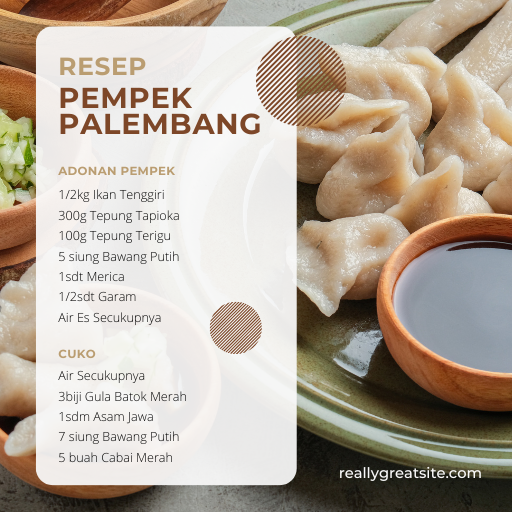 RESEP
PEMPEK
PALEMBANG
ADONAN PEMPEK
1/2kg Ikan Tenggiri
300g Tepung Tapioka
100g Tepung Terigu
5 siung Bawang Putih
1sdt Merica
1/2sdt Garam
Air Es Secukupnya
CUKO
Air Secukupnya
3biji Gula Batok Merah
1sdm Asam Jawa
7 siung Bawang Putih
5 buah Cabai Merah
reallygreatsite.com